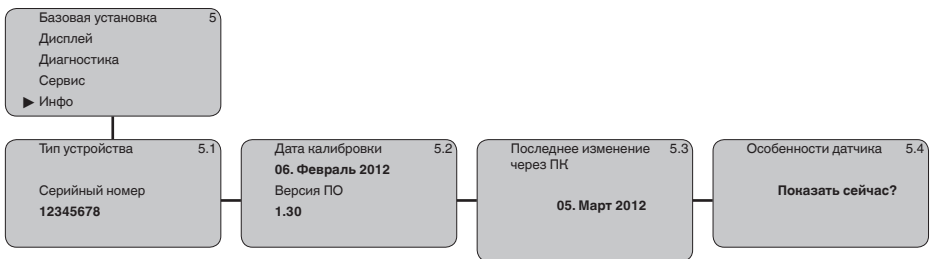 Базовая установка 5
Дисплей
Диагностика
Сервис
▶ Инфо
Тип устройства 5.1
Серийный номер
12345678
Дата калибровки 5.2
06. Февраль 2012
Версия ПО
1.30
Последнее изменение 5.3
через ПК
05. Март 2012
Особенности датчика 5.4
Показать сейчас?